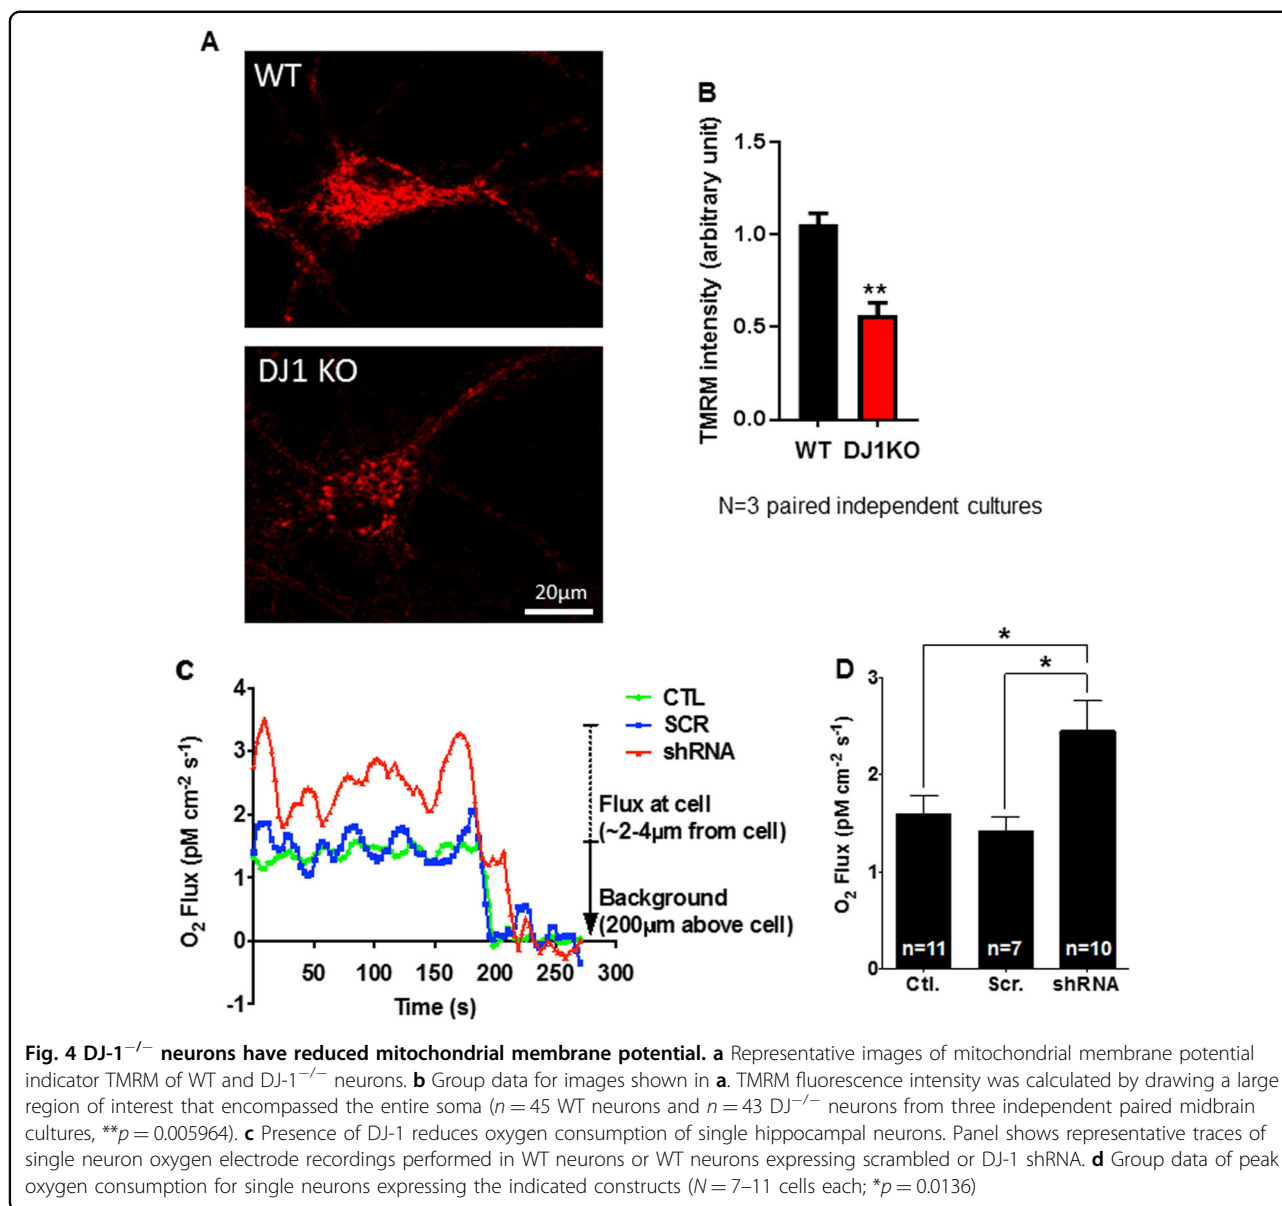 A
WT
DJ1 KO
20μm
B
TMRM intensity (arbitrary unit)
1.5
1.0
0.5
0.0
**
WT DJ1KO
N=3 paired independent cultures
C
O2 Flux (pM cm-2 s-1)
4
3
2
1
0
-1
50 100 150 200 250 300
Time (s)
CTL
SCR
shRNA
Flux at cell
(~2-4μm from cell)
Background
(200μm above cell)
D
O2 Flux (pM cm-2 s-1)
3
2
1
0
*
*
n=11 n=7 n=10
Ctl. Scr. shRNA
Fig. 4 DJ-1−/− neurons have reduced mitochondrial membrane potential. a Representative images of mitochondrial membrane potential
indicator TMRM of WT and DJ-1−/− neurons. b Group data for images shown in a. TMRM fluorescence intensity was calculated by drawing a large
region of interest that encompassed the entire soma (n = 45 WT neurons and n = 43 DJ−/− neurons from three independent paired midbrain
cultures, **p = 0.005964). c Presence of DJ-1 reduces oxygen consumption of single hippocampal neurons. Panel shows representative traces of
single neuron oxygen electrode recordings performed in WT neurons or WT neurons expressing scrambled or DJ-1 shRNA. d Group data of peak
oxygen consumption for single neurons expressing the indicated constructs (N = 7–11 cells each; *p = 0.0136)